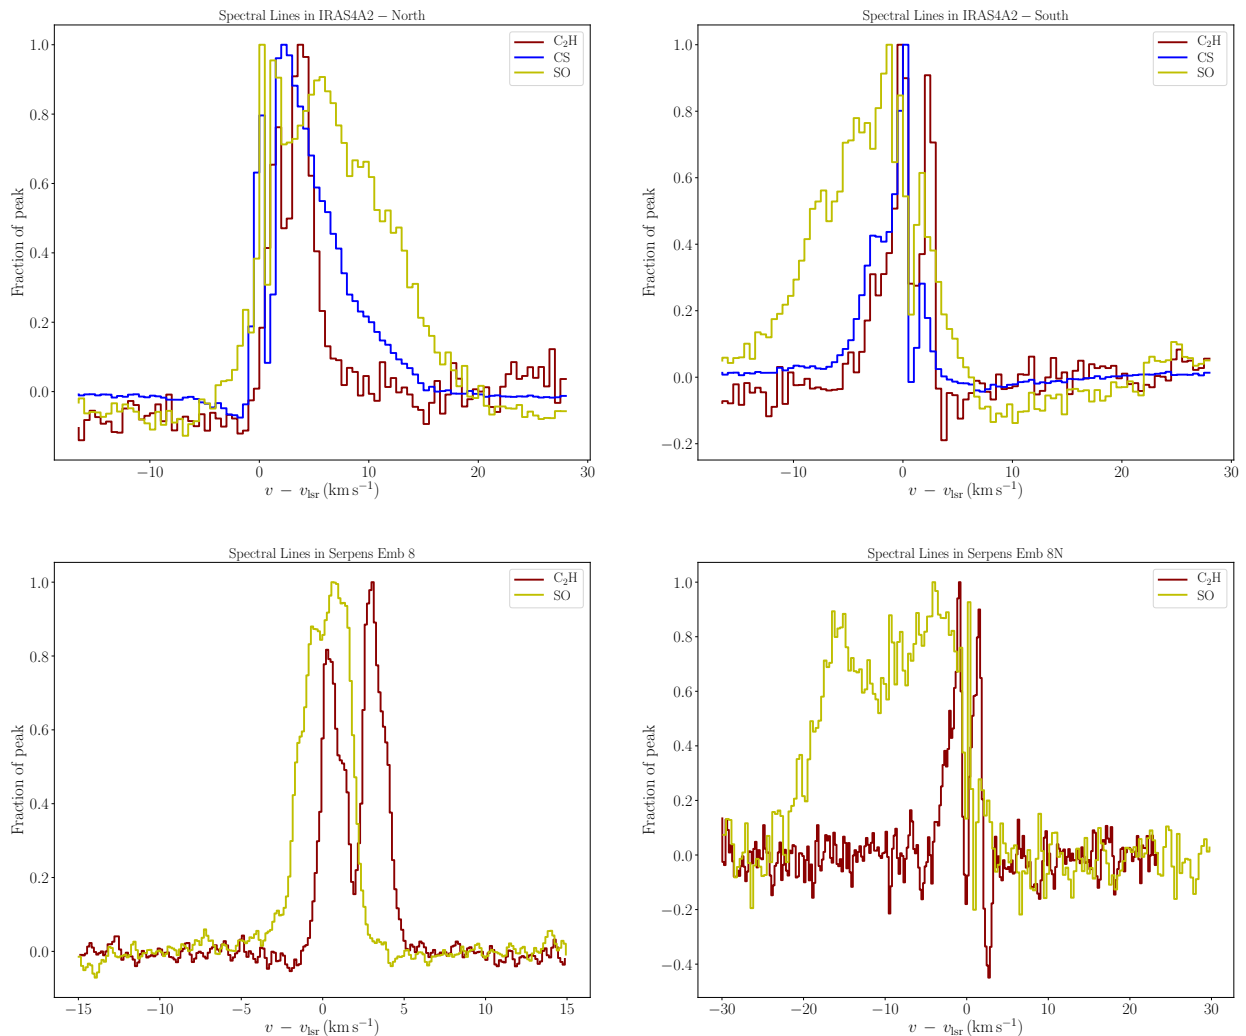 Spectral Lines in IRAS4A2 − North
1.0
0.8
0.6
0.4
0.2
0.0
Fraction of peak
C₂H
CS
SO
−10
0
10
20
30
v − v_lsr (km s⁻¹)
Spectral Lines in IRAS4A2 − South
1.0
0.8
0.6
0.4
0.2
0.0
−0.2
Fraction of peak
C₂H
CS
SO
−10
0
10
20
30
v − v_lsr (km s⁻¹)
Spectral Lines in Serpens Emb 8
1.0
0.8
0.6
0.4
0.2
0.0
Fraction of peak
C₂H
SO
−15
−10
−5
0
5
10
15
v − v_lsr (km s⁻¹)
Spectral Lines in Serpens Emb 8N
1.0
0.8
0.6
0.4
0.2
0.0
−0.2
−0.4
Fraction of peak
C₂H
SO
−30
−20
−10
0
10
20
30
v − v_lsr (km s⁻¹)